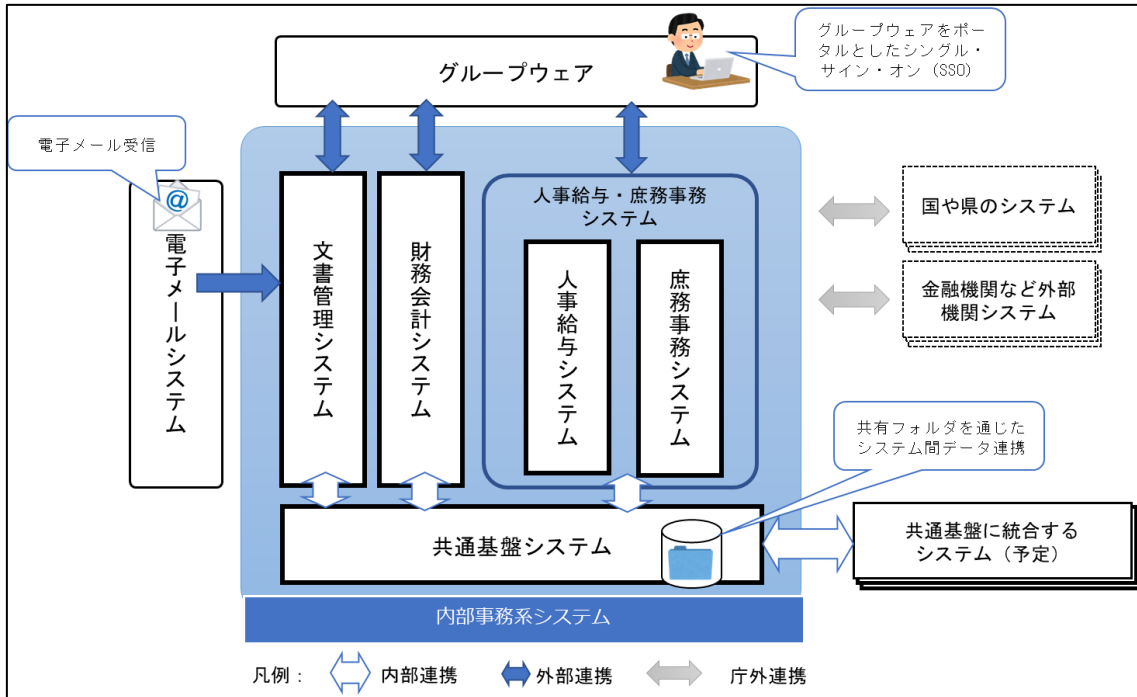 グループウェアをポー
タルとしたシングル・
サイン・オン（SSO）
グループウェア
電子メール受信
@
電子メールシステム
文書管理システム
財務会計システム
人事給与・庶務事務
システム
人事給与システム
庶務事務システム
国や県のシステム
金融機関など外部
機関システム
共有フォルダを通じた
システム間データ連携
共通基盤システム
共通基盤に統合する
システム（予定）
内部事務系システム
凡例：
内部連携
外部連携
庁外連携